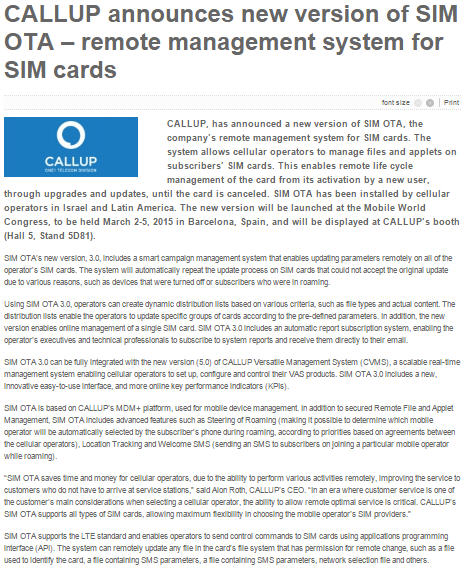 CALLUP announces new version of SIM
OTA – remote management system for
SIM cards
font size | Print
CALLUP
ONE1 TELECOM DIVISION
CALLUP, has announced a new version of SIM OTA, the
company's remote management system for SIM cards. The
system allows cellular operators to manage files and applets on
subscribers' SIM cards. This enables remote life cycle
management of the card from its activation by a new user,
through upgrades and updates, until the card is canceled. SIM OTA has been installed by cellular
operators in Israel and Latin America. The new version will be launched at the Mobile World
Congress, to be held March 2-5, 2015 in Barcelona, Spain, and will be displayed at CALLUP's booth
(Hall 5, Stand 5D81).
SIM OTA's new version, 3.0, includes a smart campaign management system that enables updating parameters remotely on all of the
operator's SIM cards. The system will automatically repeat the update process on SIM cards that could not accept the original update
due to various reasons, such as devices that were turned off or subscribers who were in roaming.
Using SIM OTA 3.0, operators can create dynamic distribution lists based on various criteria, such as file types and actual content. The
distribution lists enable the operators to update specific groups of cards according to the pre-defined parameters. In addition, the new
version enables online management of a single SIM card. SIM OTA 3.0 includes an automatic report subscription system, enabling the
operator's executives and technical professionals to subscribe to system reports and receive them directly to their email.
SIM OTA 3.0 can be fully integrated with the new version (5.0) of CALLUP Versatile Management System (CVMS), a scalable real-time
management system enabling cellular operators to set up, configure and control their VAS products. SIM OTA 3.0 includes a new,
innovative easy-to-use interface, and more online key performance indicators (KPIs).
SIM OTA is based on CALLUP's MDM+ platform, used for mobile device management. In addition to secured Remote File and Applet
Management, SIM OTA includes advanced features such as Steering of Roaming (making it possible to determine which mobile
operator will be automatically selected by the subscriber's phone during roaming, according to priorities based on agreements between
the cellular operators), Location Tracking and Welcome SMS (sending an SMS to subscribers on joining a particular mobile operator
while roaming).
"SIM OTA saves time and money for cellular operators, due to the ability to perform various activities remotely, improving the service to
customers who do not have to arrive at service stations," said Alon Roth, CALLUP's CEO. "In an era where customer service is one of
the customer's main considerations when selecting a cellular operator, the ability to allow remote optimal service is critical. CALLUP's
SIM OTA supports all types of SIM cards, allowing maximum flexibility in choosing the mobile operator's SIM providers."
SIM OTA supports the LTE standard and enables operators to send control commands to SIM cards using applications programming
interface (API). The system can remotely update any file in the card's file system that has permission for remote change, such as a file
used to identify the card, a file containing SMS parameters, a file containing SMS parameters, network selection file and others.